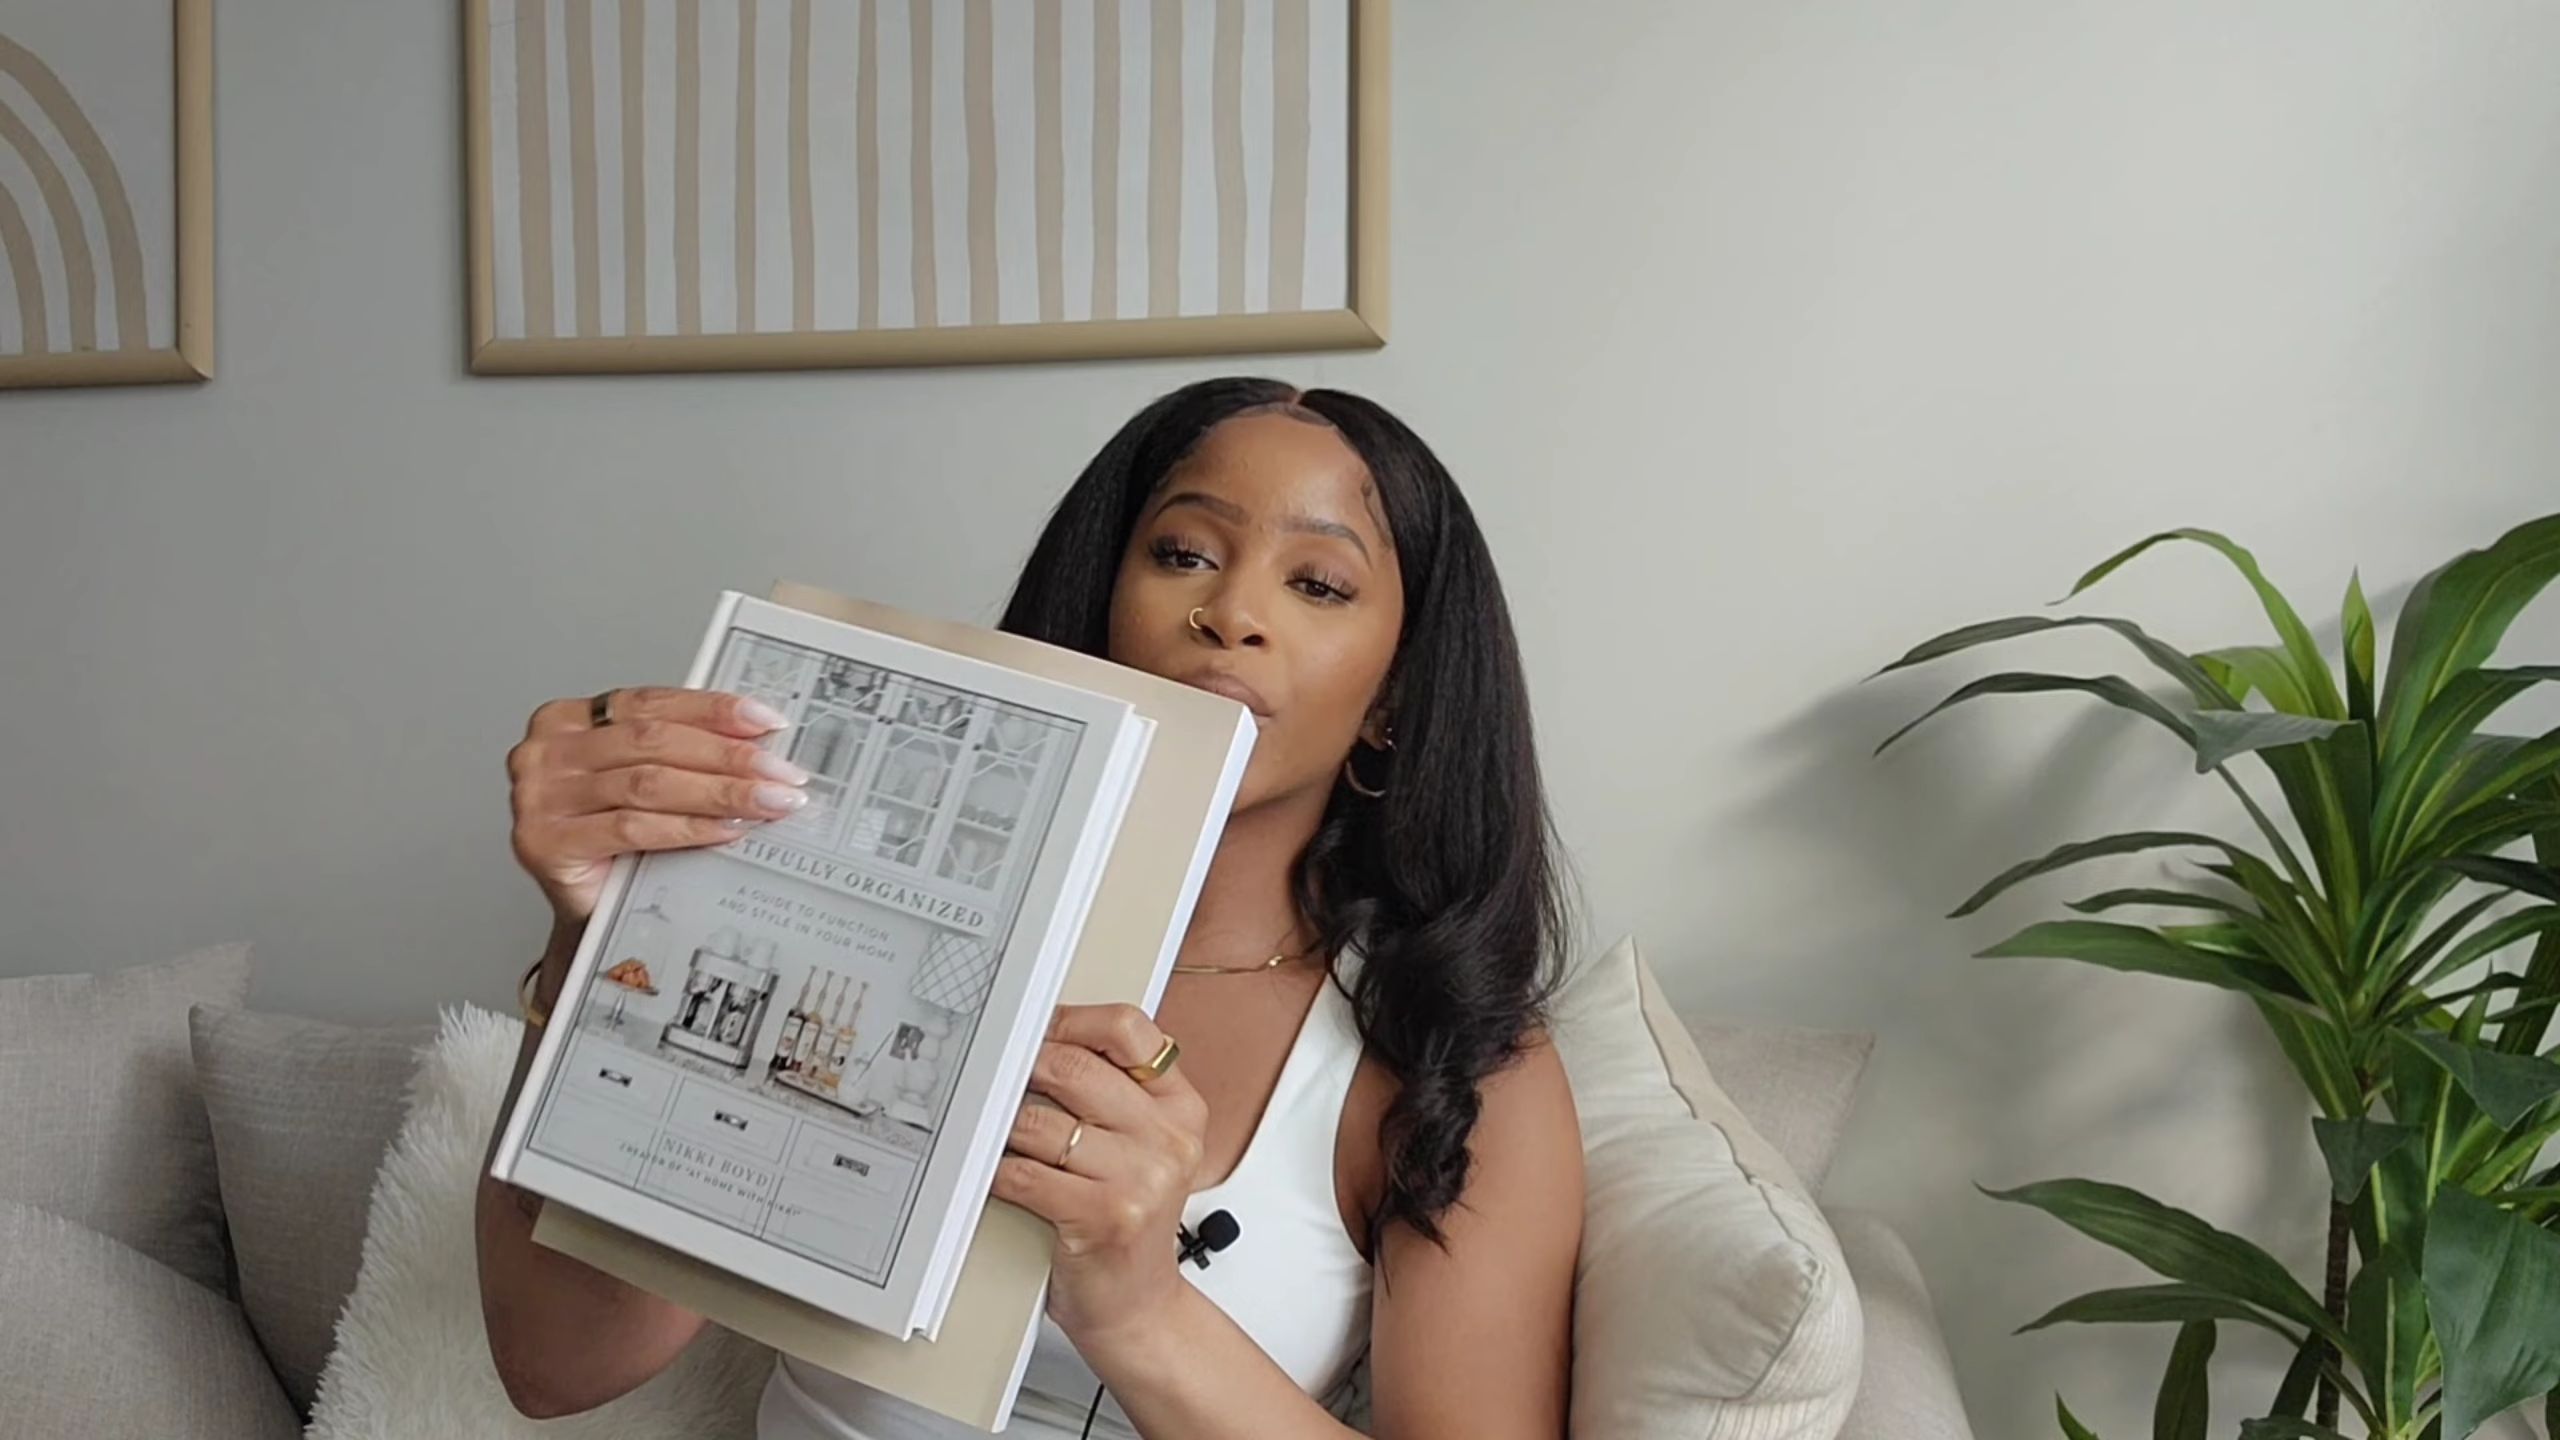 TIFULLY ORGANIZED
A GUIDE TO FUNCTION
AND STYLE IN YOUR HOME
NIKKI BOYD
CREATOR OF "AT HOME WITH NIKKI"